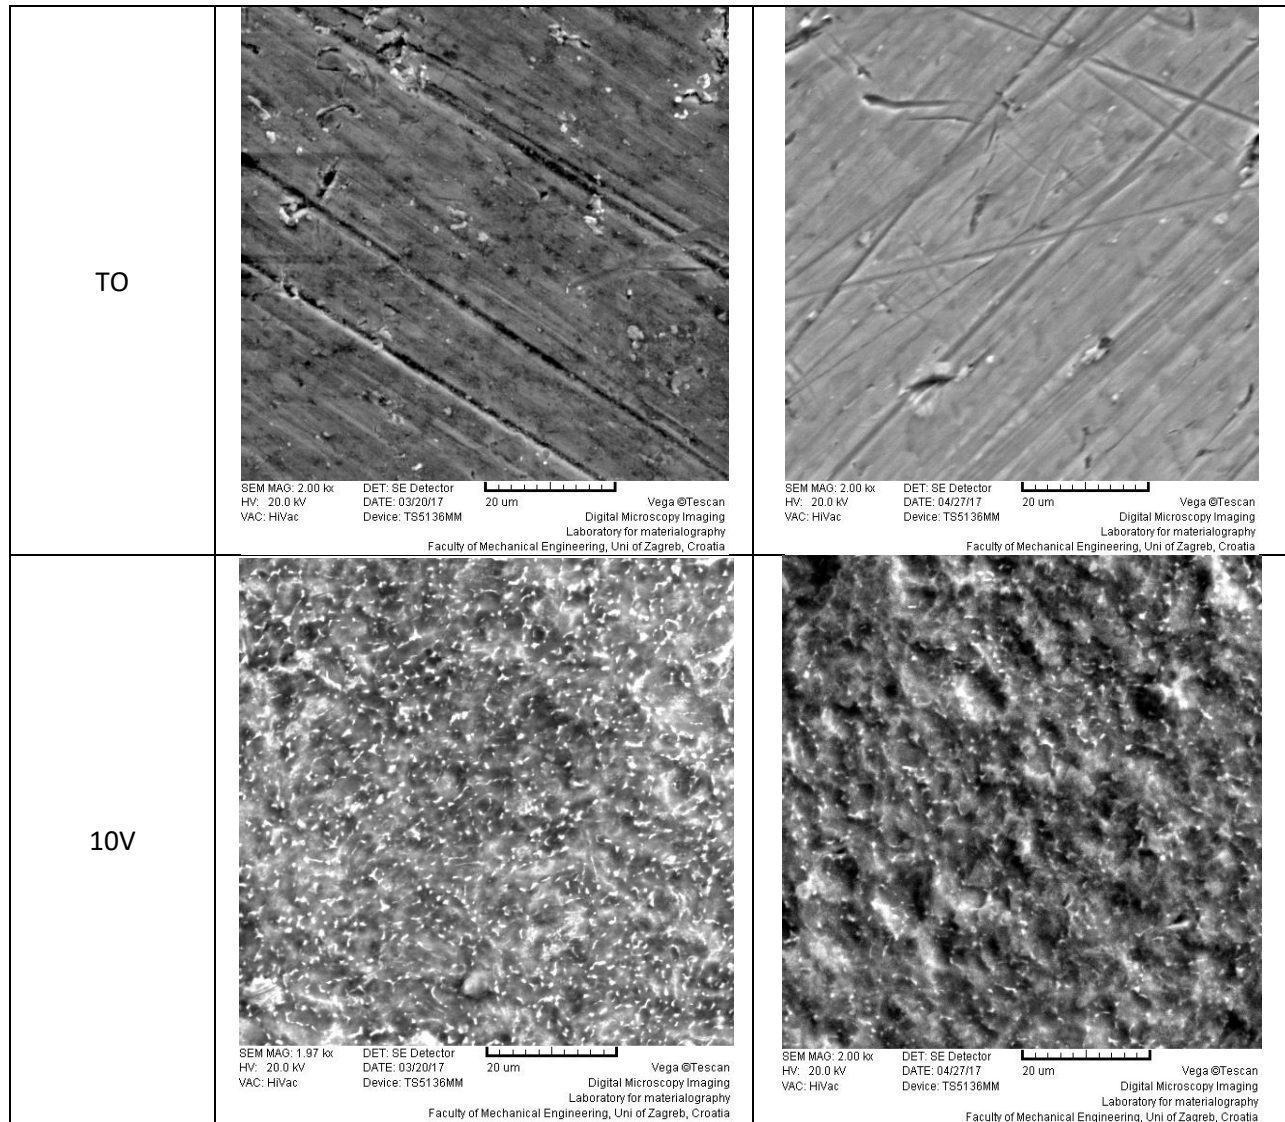 TO
SEM MAG: 2.00 kx DET: SE Detector
HV: 20.0 kV DATE: 03/20/17 20 um Vega ©Tescan
VAC: HiVac Device: TS5136MM Digital Microscopy Imaging
Laboratory for materialography
Faculty of Mechanical Engineering, Uni of Zagreb, Croatia
SEM MAG: 2.00 kx DET: SE Detector
HV: 20.0 kV DATE: 04/27/17 20 um Vega ©Tescan
VAC: HiVac Device: TS5136MM Digital Microscopy Imaging
Laboratory for materialography
Faculty of Mechanical Engineering, Uni of Zagreb, Croatia
10V
SEM MAG: 1.97 kx DET: SE Detector
HV: 20.0 kV DATE: 03/20/17 20 um Vega ©Tescan
VAC: HiVac Device: TS5136MM Digital Microscopy Imaging
Laboratory for materialography
Faculty of Mechanical Engineering, Uni of Zagreb, Croatia
SEM MAG: 2.00 kx DET: SE Detector
HV: 20.0 kV DATE: 04/27/17 20 um Vega ©Tescan
VAC: HiVac Device: TS5136MM Digital Microscopy Imaging
Laboratory for materialography
Faculty of Mechanical Engineering, Uni of Zagreb, Croatia